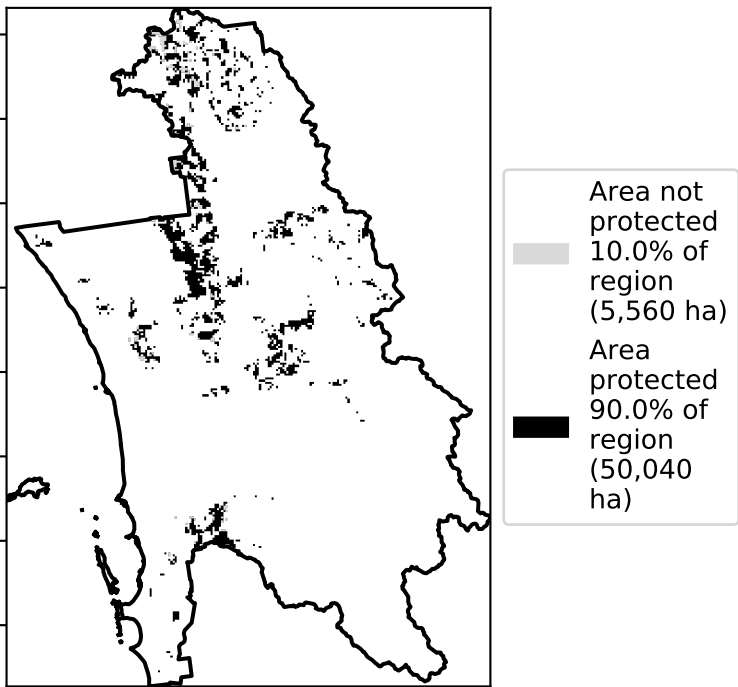 Area not
protected
10.0% of
region
(5,560 ha)
Area
protected
90.0% of
region
(50,040
ha)